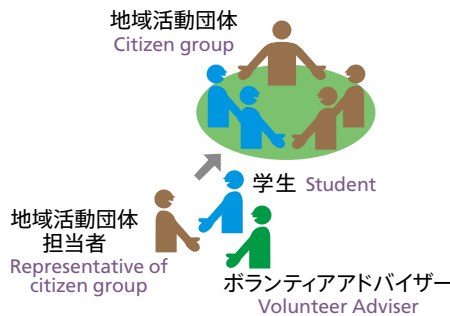 地域活動団体
Citizen group
学生 Student
地域活動団体
担当者
Representative of
citizen group
ボランティアアドバイザー
Volunteer Adviser